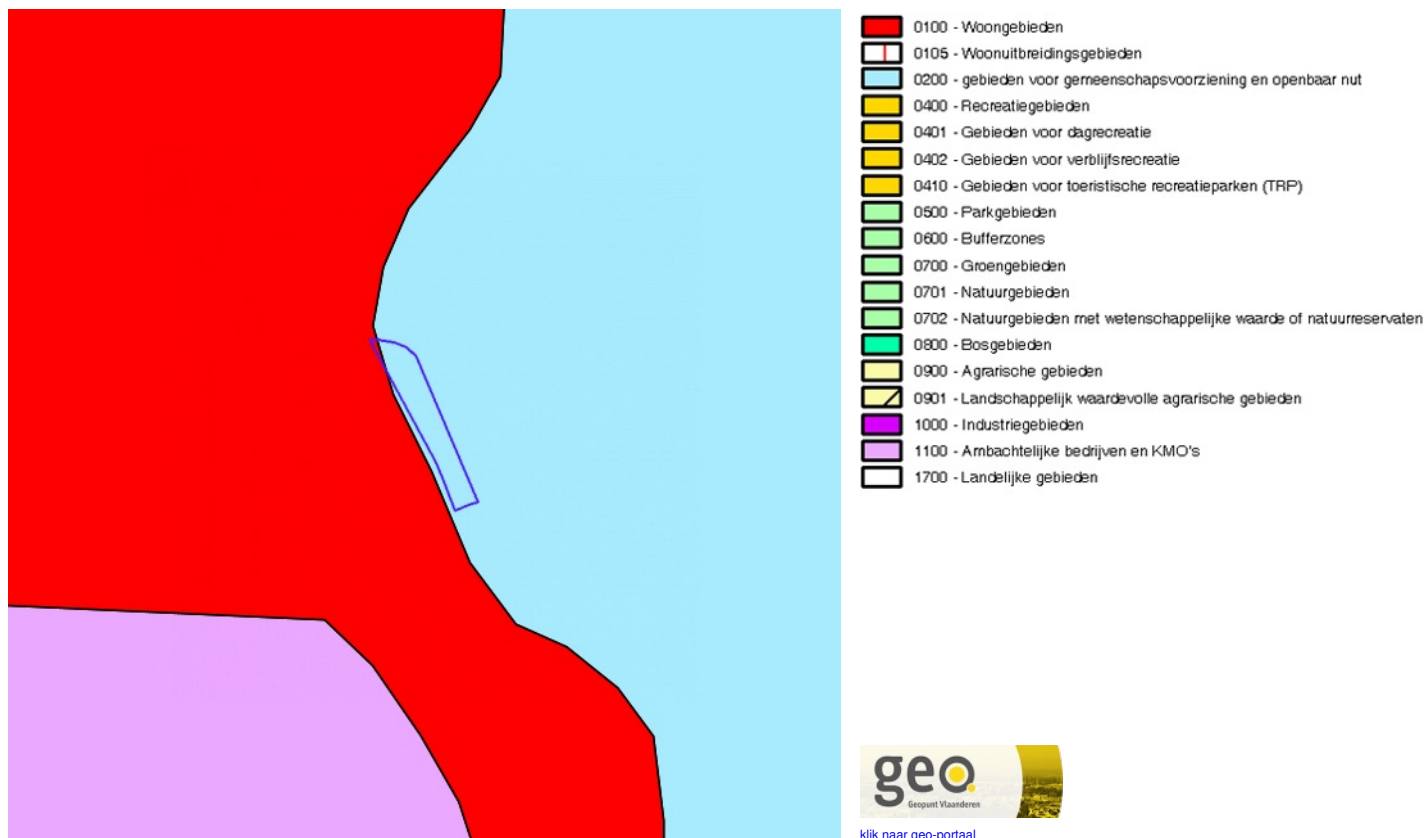 0100 - Woongebieden
0105 - Woonuitbreidingsgebieden
0200 - gebieden voor gemeenschapsvoorziening en openbaar nut
0400 - Recreatiegebieden
0401 - Gebieden voor dagrecreatie
0402 - Gebieden voor verblijfsrecreatie
0410 - Gebieden voor toeristische recreatieparken (TRP)
0500 - Parkgebieden
0600 - Bufferzones
0700 - Groengebieden
0701 - Natuurgebieden
0702 - Natuurgebieden met wetenschappelijke waarde of natuurreservaten
0800 - Bosgebieden
0900 - Agrarische gebieden
0901 - Landschappelijk waardevolle agrarische gebieden
1000 - Industriegebieden
1100 - Ambachtelijke bedrijven en KMO's
1700 - Landelijke gebieden
geo.
Geopunt Vlaanderen
klik naar geo-portaal